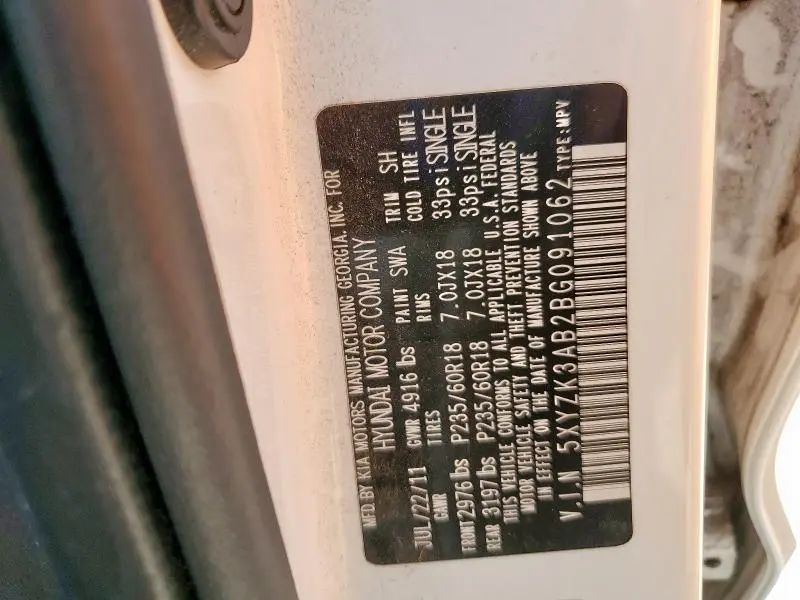 MFD. BY KIA MOTORS MANUFACTURING GEORGIA, INC. FOR
HYUNDAI MOTOR COMPANY
JUL/22/11 GVWR 4916 lbs PAINT SWA TRIM SH
GAWR TIRES RIMS COLD TIRE INFL
FRONT 2976 lbs P235/60R18 7.0JX18 33psi SINGLE
REAR 3197 lbs P235/60R18 7.0JX18 33psi SINGLE
THIS VEHICLE CONFORMS TO ALL APPLICABLE U.S.A. FEDERAL
MOTOR VEHICLE SAFETY AND THEFT PREVENTION STANDARDS
IN EFFECT ON THE DATE OF MANUFACTURE SHOWN ABOVE
V.I.N 5XYZK3AB2BG091062 TYPE:MPV